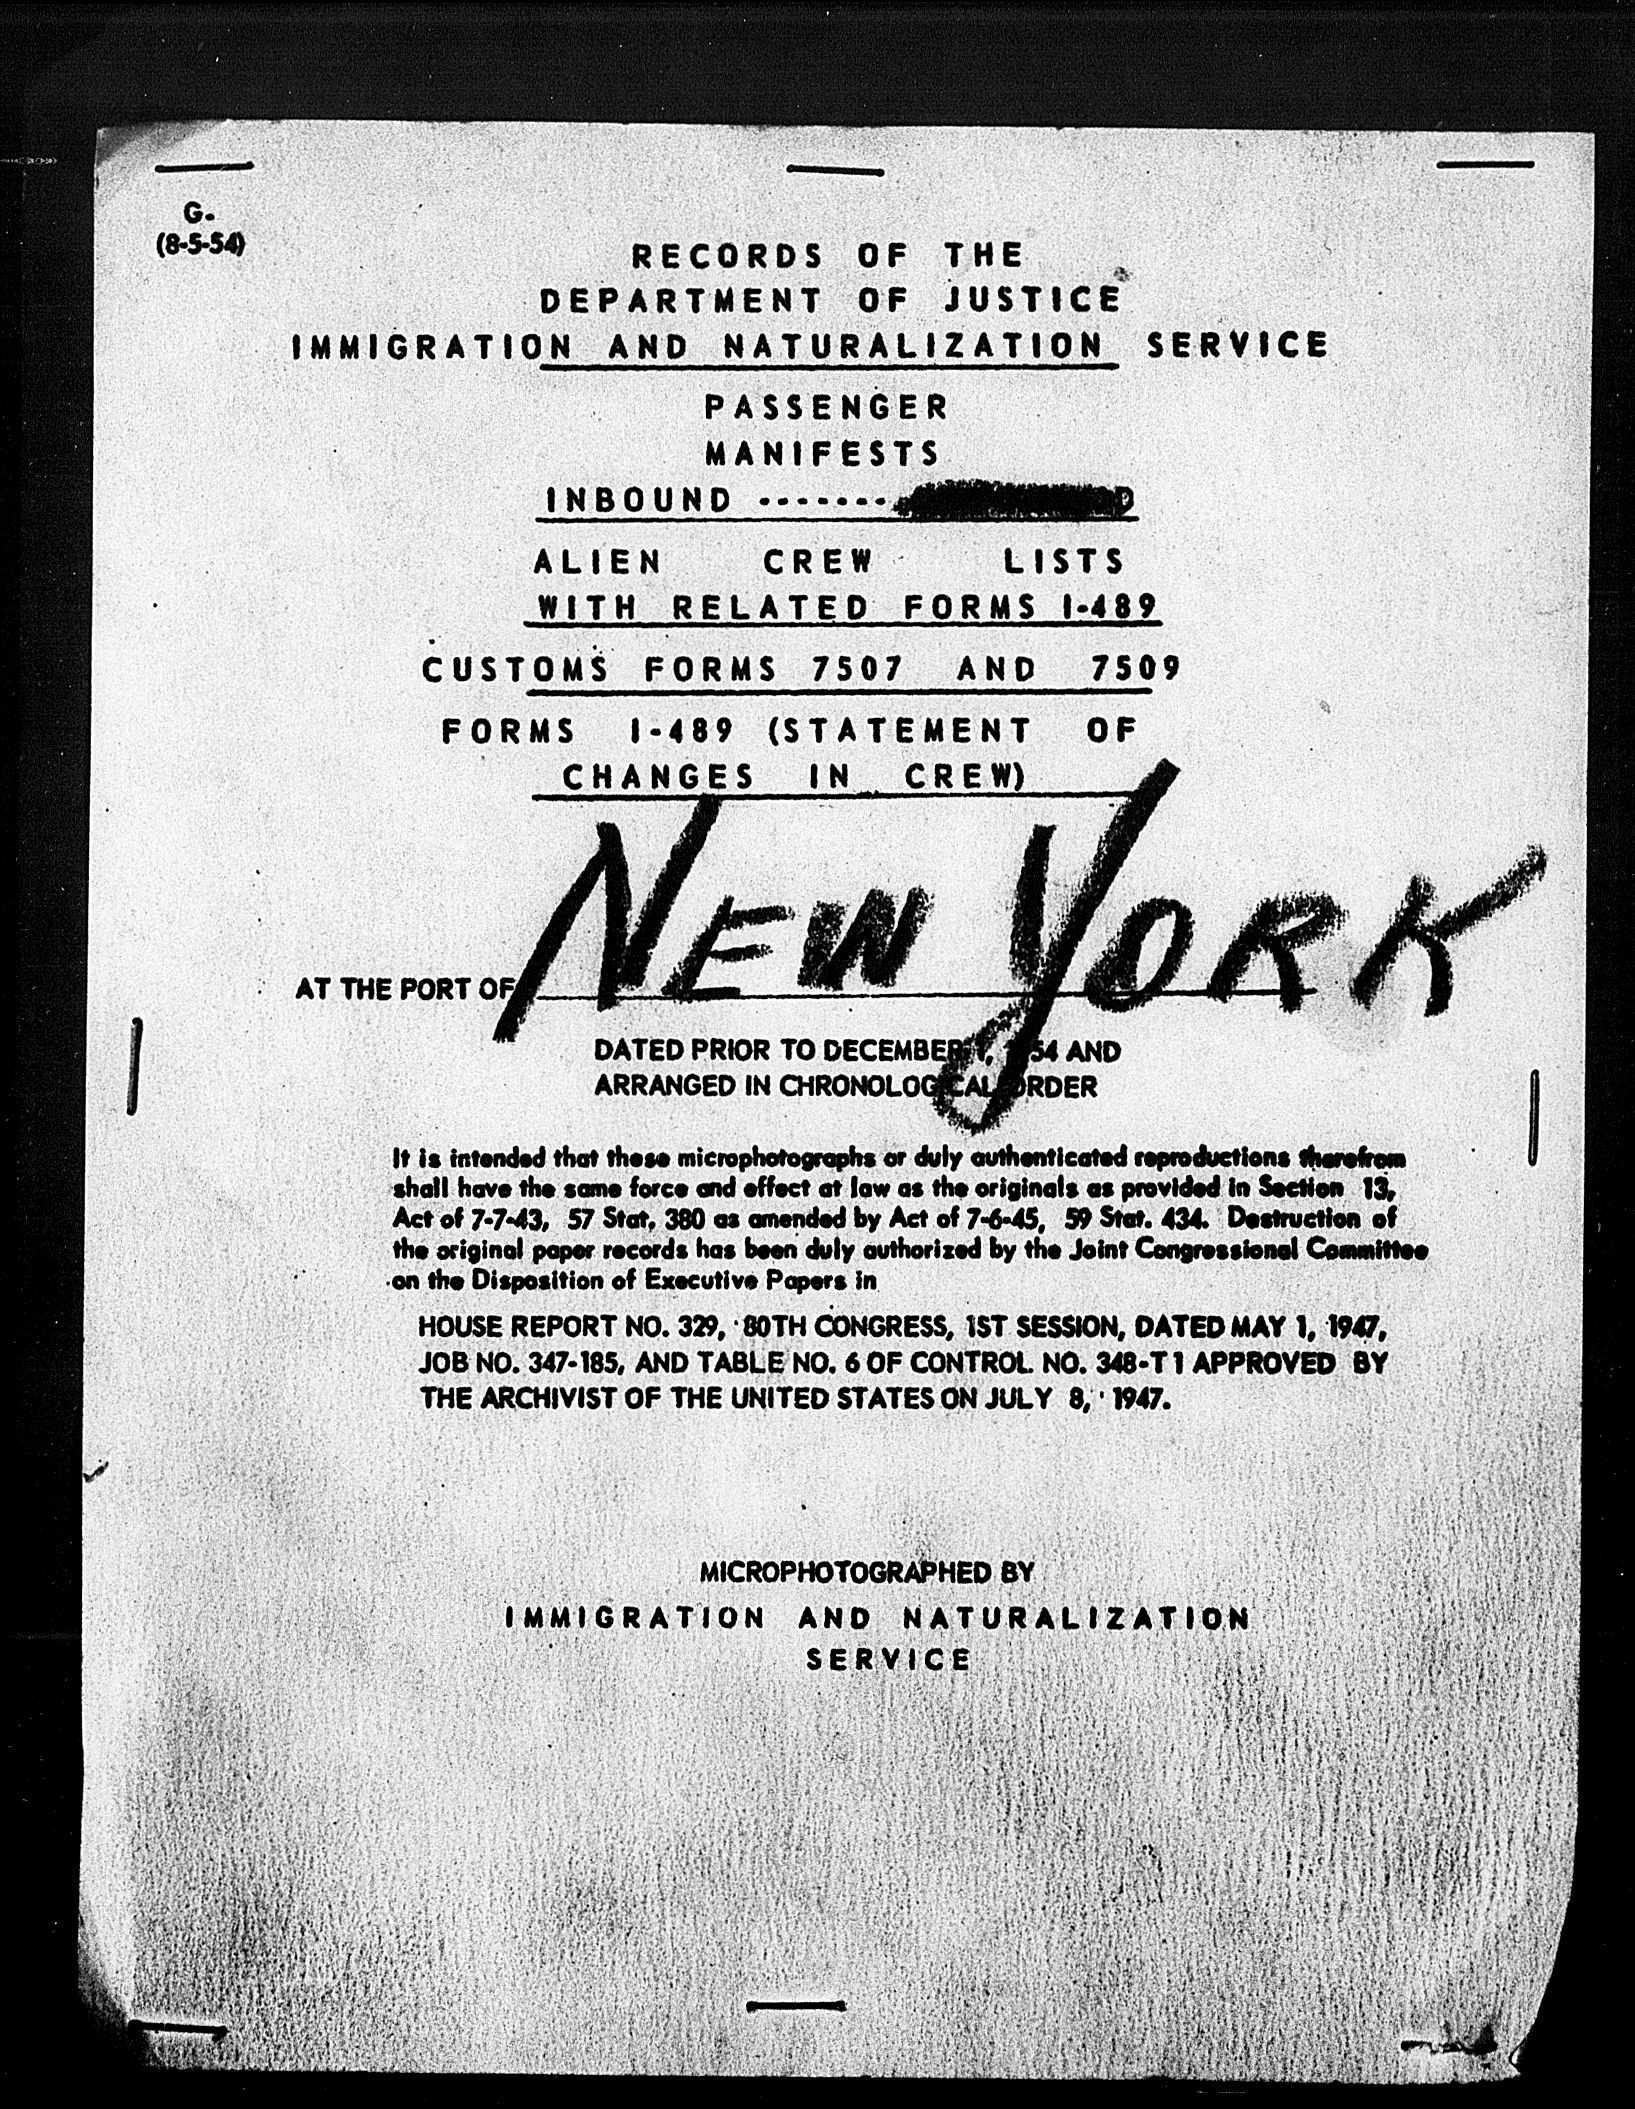 G.
(8-5-54)
RECORDS OF THE
DEPARTMENT OF JUSTICE
IMMIGRATION AND NATURALIZATION SERVICE
PASSENGER
MANIFESTS
INBOUND -------
ALIEN CREW LISTS
WITH RELATED FORMS I-489
CUSTOMS FORMS 7507 AND 7509
FORMS I-489 (STATEMENT OF
CHANGES IN CREW)
AT THE PORT OF NEW YORK
DATED PRIOR TO DECEMBER 1, 1954 AND
ARRANGED IN CHRONOLOGICAL ORDER
It is intended that these microphotographs or duly authenticated reproductions therefrom
shall have the same force and effect at law as the originals as provided in Section 13,
Act of 7-7-43, 57 Stat. 380 as amended by Act of 7-6-45, 59 Stat. 434. Destruction of
the original paper records has been duly authorized by the Joint Congressional Committee
on the Disposition of Executive Papers in
HOUSE REPORT NO. 329, 80TH CONGRESS, 1ST SESSION, DATED MAY 1, 1947,
JOB NO. 347-185, AND TABLE NO. 6 OF CONTROL NO. 348-T1 APPROVED BY
THE ARCHIVIST OF THE UNITED STATES ON JULY 8, 1947.
MICROPHOTOGRAPHED BY
IMMIGRATION AND NATURALIZATION
SERVICE